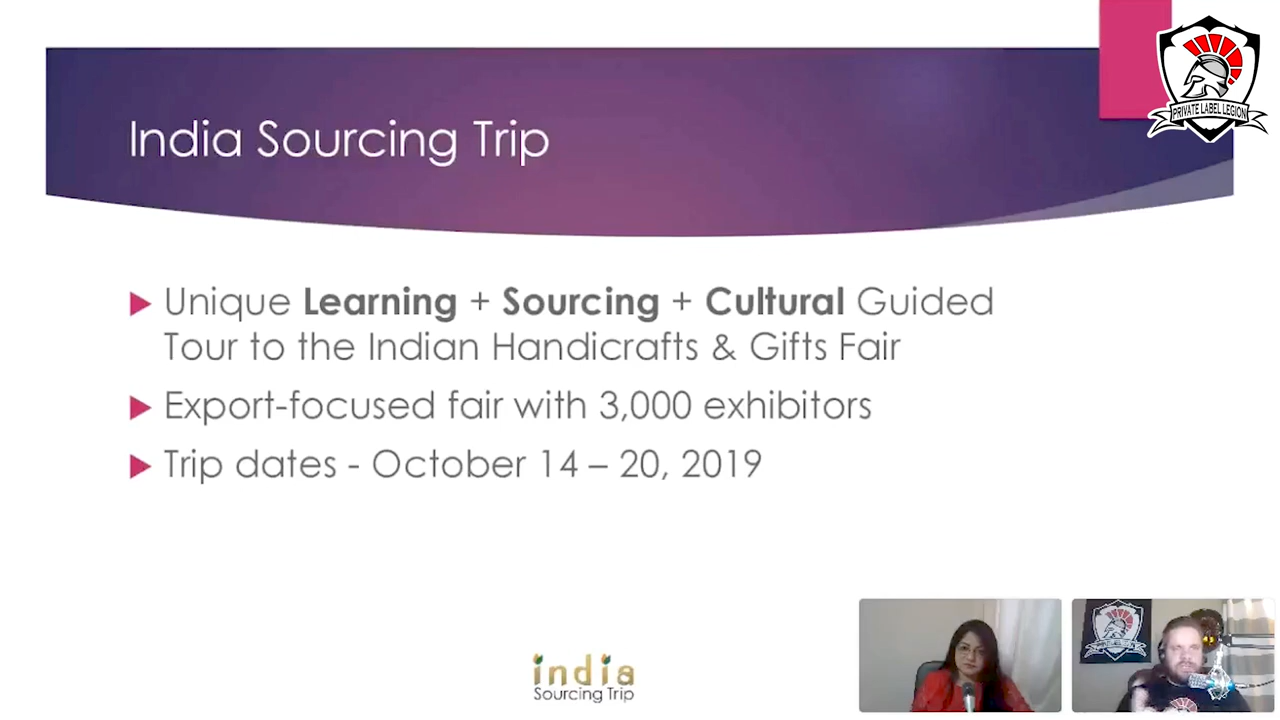 India Sourcing Trip
PRIVATE LABEL LEGION
Unique Learning + Sourcing + Cultural Guided
Tour to the Indian Handicrafts & Gifts Fair
Export-focused fair with 3,000 exhibitors
Trip dates - October 14 – 20, 2019
india
Sourcing Trip